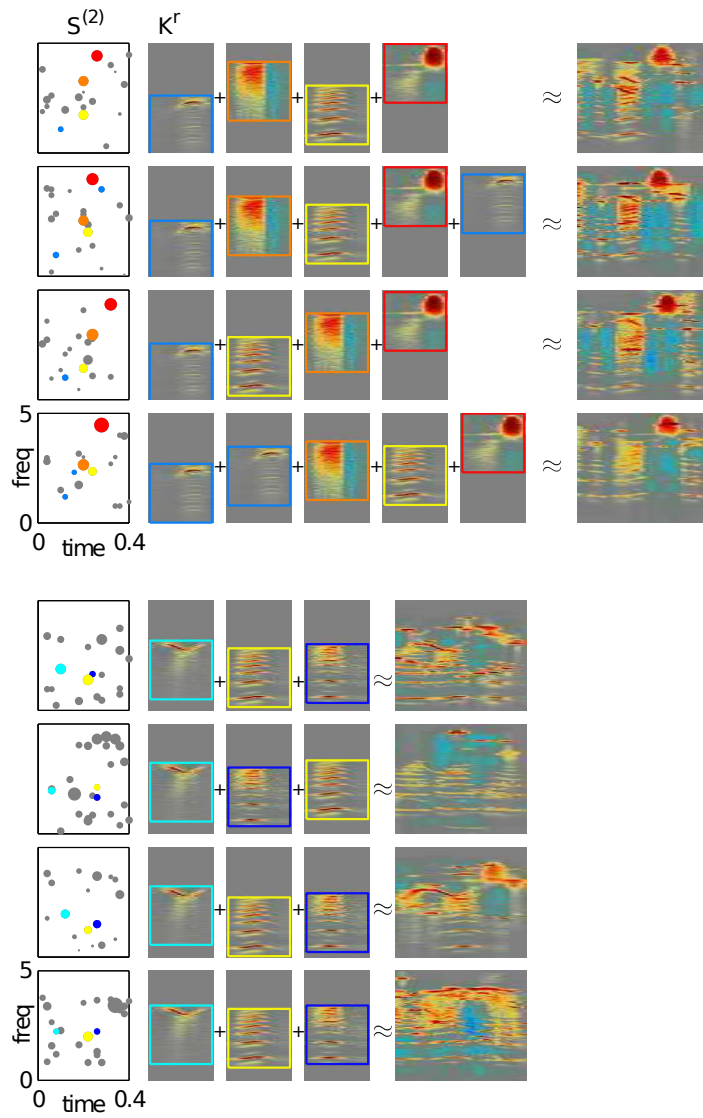 S(2) Kʳ
+ + + ≈
+ + + + ≈
+ + + ≈
5
freq
+ + + + ≈
0
0 0.4
time
+ + ≈
+ + ≈
+ + ≈
5
freq
+ + ≈
0
0 0.4
time